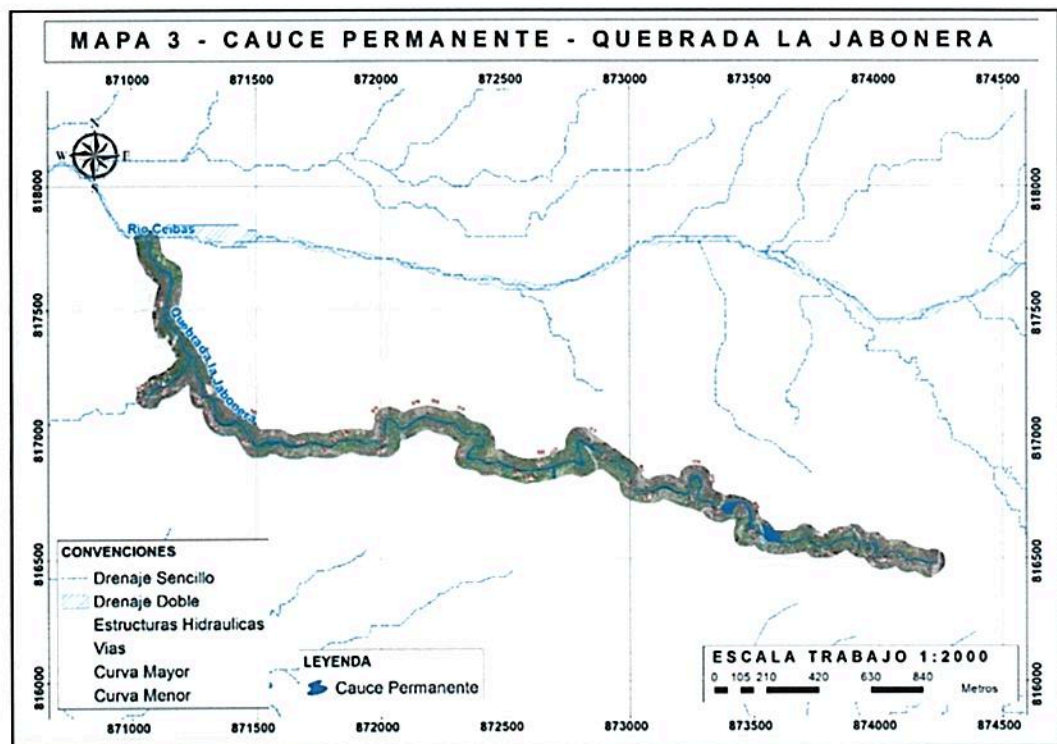 MAPA 3 - CAUCE PERMANENTE - QUEBRADA LA JABONERA
871000 871500 872000 872500 873000 873500 874000 874500
N
W E
S
818000 818000
Rio Ceibas
817500 817500
Quebrada la Jabonera
817000 817000
816500 816500
CONVENCIONES
Drenaje Sencillo
Drenaje Doble
Estructuras Hidraulicas
Vias
Curva Mayor
Curva Menor
LEYENDA
Cauce Permanente
ESCALA TRABAJO 1:2000
0 105 210 420 630 840
Metros
816000 816000
871000 871500 872000 872500 873000 873500 874000 874500